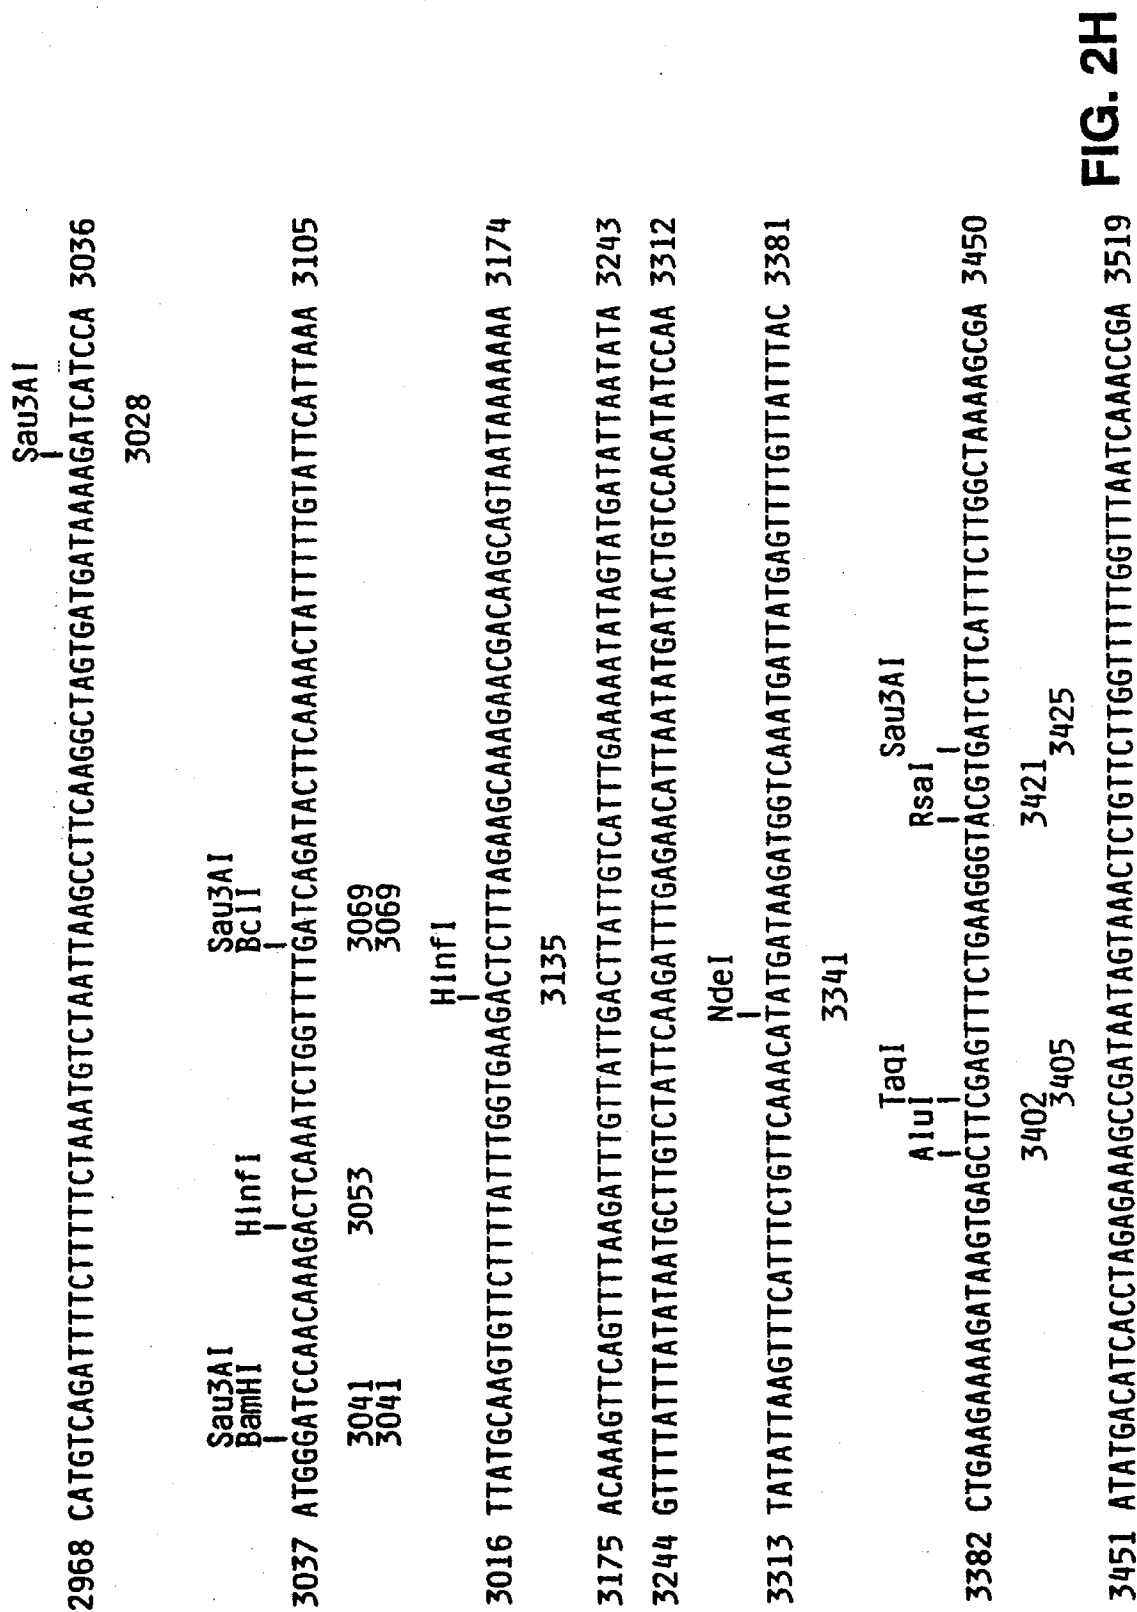 Sau3AI
2968 CATGTCAGATTTTCTTTTTCTAAATGTCTAATTAAGCCTTCAAGGCTAGTGATGATAAAAGATCATCCA 3036
3028
Sau3AI Sau3AI
BamHI HinfI BclI
3037 ATGGGATCCAACAAAGACTCAAATCTGGTTTTGATCAGATACTTCAAAACTATTTTTGTATTCATTAAA 3105
3041 3053 3069
3041 3069
HinfI
3016 TTATGCAAGTGTTCTTTTATTTGGTGAAGACTCTTTAGAAGCAAAGAACGACAAGCAGTAATAAAAAAA 3174
3135
3175 ACAAAGTTCAGTTTTAAGATTTGTTATTGACTTATTGTCATTTGAAAAATATAGTATGATATTAATATA 3243
3244 GTTTTATTTATATAATGCTTGTCTATTCAAGATTTGAGAACATTAATATGATACTGTCCACATATCCAA 3312
NdeI
3313 TATATTAAGTTTCATTTCTGTTCAAACATATGATAAGATGGTCAAATGATTATGAGTTTTGTTATTTAC 3381
3341
TaqI Sau3AI
AluI RsaI
3382 CTGAAGAAAAGATAAGTGAGCTTCGAGTTTCTGAAGGGTACGTGATCTTCATTTCTTGGCTAAAAGCGA 3450
3402 3421
3405 3425
3451 ATATGACATCACCTAGAGAAAGCCGATAATAGTAAACTCTGTTCTTGGTTTTTGGTTTAATCAAACCGA 3519
FIG. 2H